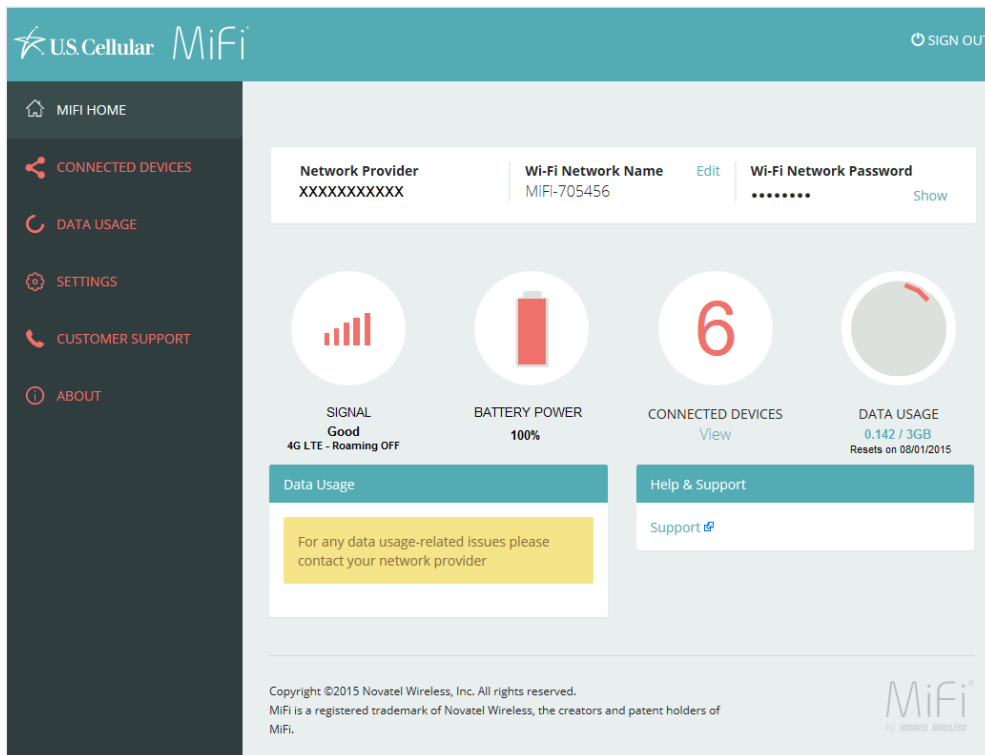 U.S. Cellular MiFi
SIGN OUT
MIFI HOME
CONNECTED DEVICES
DATA USAGE
SETTINGS
CUSTOMER SUPPORT
ABOUT
Network Provider
XXXXXXXXXXX
Wi-Fi Network Name Edit
MiFi-705456
Wi-Fi Network Password
•••••••• Show
6
SIGNAL
Good
4G LTE - Roaming OFF
BATTERY POWER
100%
CONNECTED DEVICES
View
DATA USAGE
0.142 / 3GB
Resets on 08/01/2015
Data Usage
For any data usage-related issues please
contact your network provider
Help & Support
Support
Copyright ©2015 Novatel Wireless, Inc. All rights reserved.
MiFi is a registered trademark of Novatel Wireless, the creators and patent holders of
MiFi.
MiFi®
by NOVATEL WIRELESS